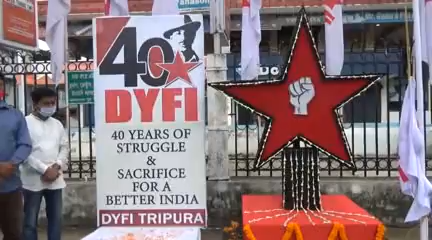 40
DYFI
40 YEARS OF
STRUGGLE
&
SACRIFICE
FOR A
BETTER INDIA
DYFI TRIPURA